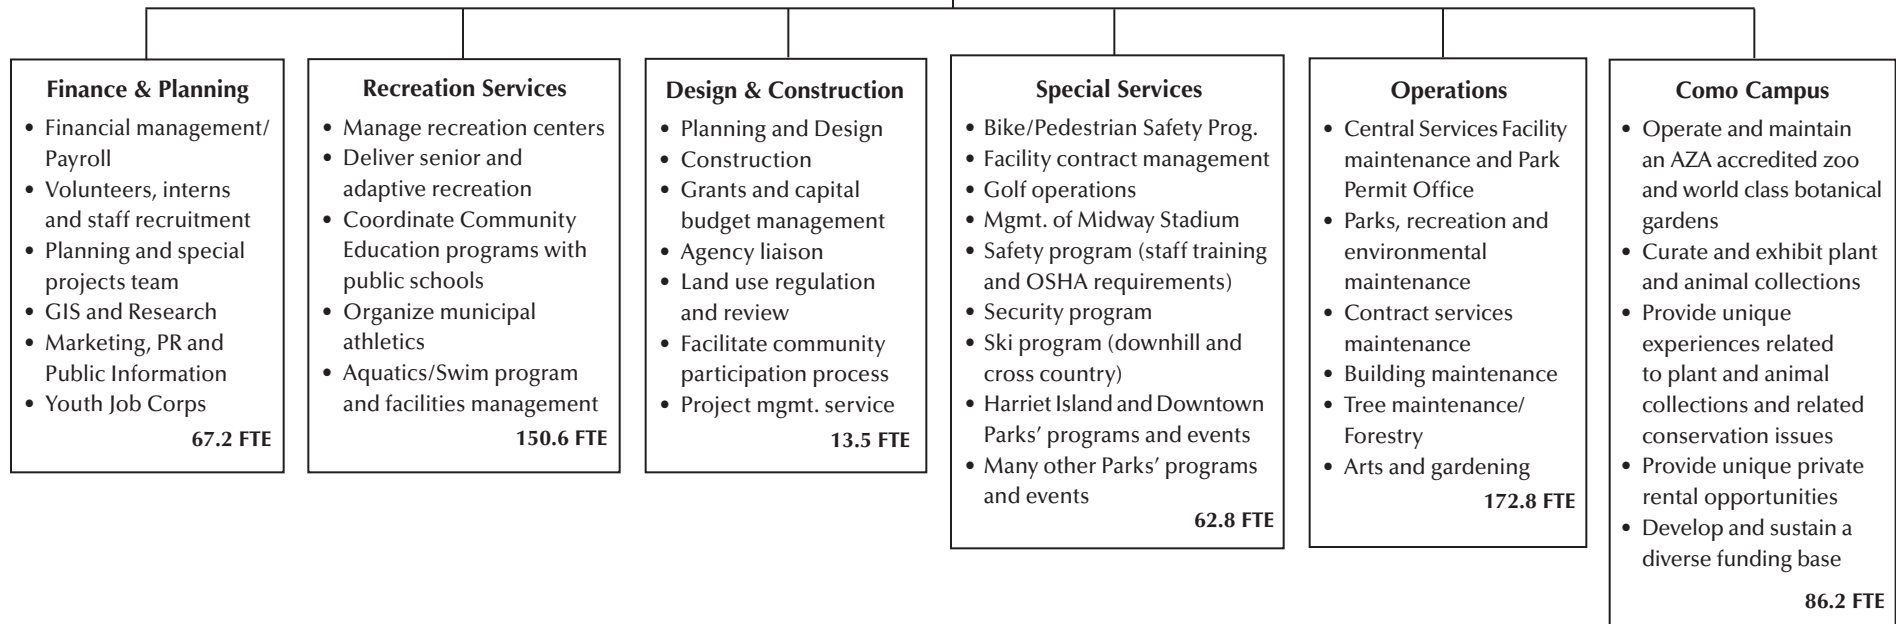 Finance & Planning
• Financial management/
Payroll
• Volunteers, interns
and staff recruitment
• Planning and special
projects team
• GIS and Research
• Marketing, PR and
Public Information
• Youth Job Corps
67.2 FTE
Recreation Services
• Manage recreation centers
• Deliver senior and
adaptive recreation
• Coordinate Community
Education programs with
public schools
• Organize municipal
athletics
• Aquatics/Swim program
and facilities management
150.6 FTE
Design & Construction
• Planning and Design
• Construction
• Grants and capital
budget management
• Agency liaison
• Land use regulation
and review
• Facilitate community
participation process
• Project mgmt. service
13.5 FTE
Special Services
• Bike/Pedestrian Safety Prog.
• Facility contract management
• Golf operations
• Mgmt. of Midway Stadium
• Safety program (staff training
and OSHA requirements)
• Security program
• Ski program (downhill and
cross country)
• Harriet Island and Downtown
Parks’ programs and events
• Many other Parks’ programs
and events
62.8 FTE
Operations
• Central Services Facility
maintenance and Park
Permit Office
• Parks, recreation and
environmental
maintenance
• Contract services
maintenance
• Building maintenance
• Tree maintenance/
Forestry
• Arts and gardening
172.8 FTE
Como Campus
• Operate and maintain
an AZA accredited zoo
and world class botanical
gardens
• Curate and exhibit plant
and animal collections
• Provide unique
experiences related
to plant and animal
collections and related
conservation issues
• Provide unique private
rental opportunities
• Develop and sustain a
diverse funding base
86.2 FTE